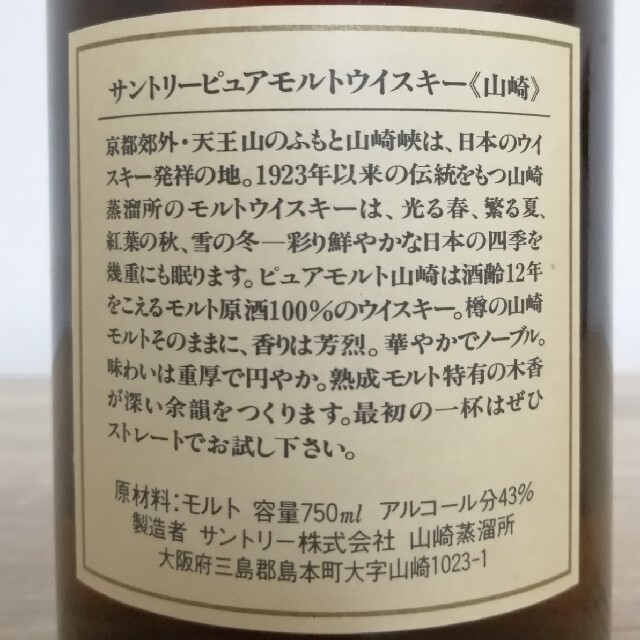 サントリーピュアモルトウイスキー《山崎》
京都郊外・天王山のふもと山崎峡は、日本のウイ
スキー発祥の地。1923年以来の伝統をもつ山崎
蒸溜所のモルトウイスキーは、光る春、繁る夏、
紅葉の秋、雪の冬―彩り鮮やかな日本の四季を
幾重にも眠ります。ピュアモルト山崎は酒齢12年
をこえるモルト原酒100%のウイスキー。樽の山崎
モルトそのままに、香りは芳烈。華やかでノーブル。
味わいは重厚で円やか。熟成モルト特有の木香
が深い余韻をつくります。最初の一杯はぜひ
ストレートでお試し下さい。
原材料:モルト 容量750ml アルコール分43%
製造者 サントリー株式会社 山崎蒸溜所
大阪府三島郡島本町大字山崎1023-1